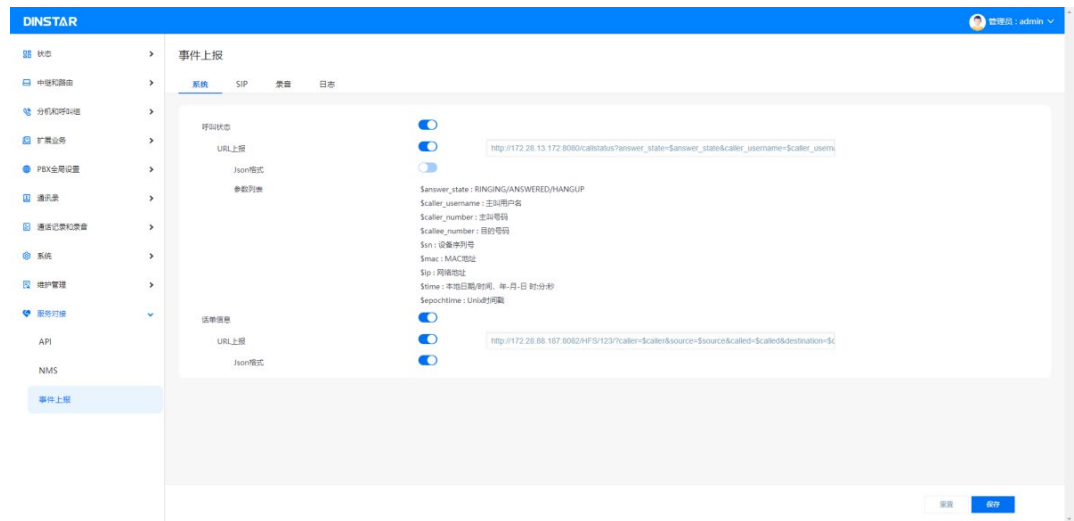 DINSTAR
管理员 : admin
状态
事件上报
中继和路由
系统 SIP 录音 日志
分机和呼叫组
呼叫状态
扩展业务
URL上报 http://172.28.13.172:8080/callstatus?answer_state=$answer_state&caller_username=$caller_usern
PBX全局设置
Json格式
参数列表 $answer_state : RINGING/ANSWERED/HANGUP
通讯录
$caller_username : 主叫用户名
$caller_number : 主叫号码
通话记录和录音
$callee_number : 目的号码
$sn : 设备序列号
系统
$mac : MAC地址
$ip : 网络地址
维护管理
$time : 本地日期/时间，年-月-日 时:分:秒
$epochtime : Unix时间戳
服务对接
话单信息
API
URL上报 http://172.28.88.187:8082/HFS/123/?caller=$caller&source=$source&called=$called&destination=$c
Json格式
NMS
事件上报
重置 保存